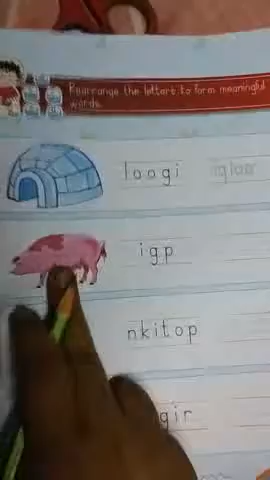 Rearrange the letters to form meaningful
words.
loogi igloo
igp
nkitop
gir